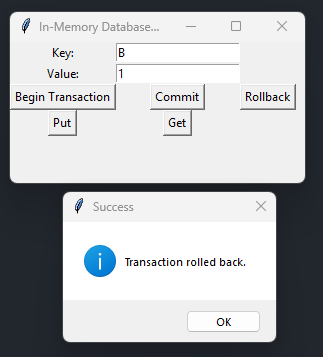 In-Memory Database...
Key: B
Value: 1
Begin Transaction Commit Rollback
Put Get
Success
Transaction rolled back.
OK